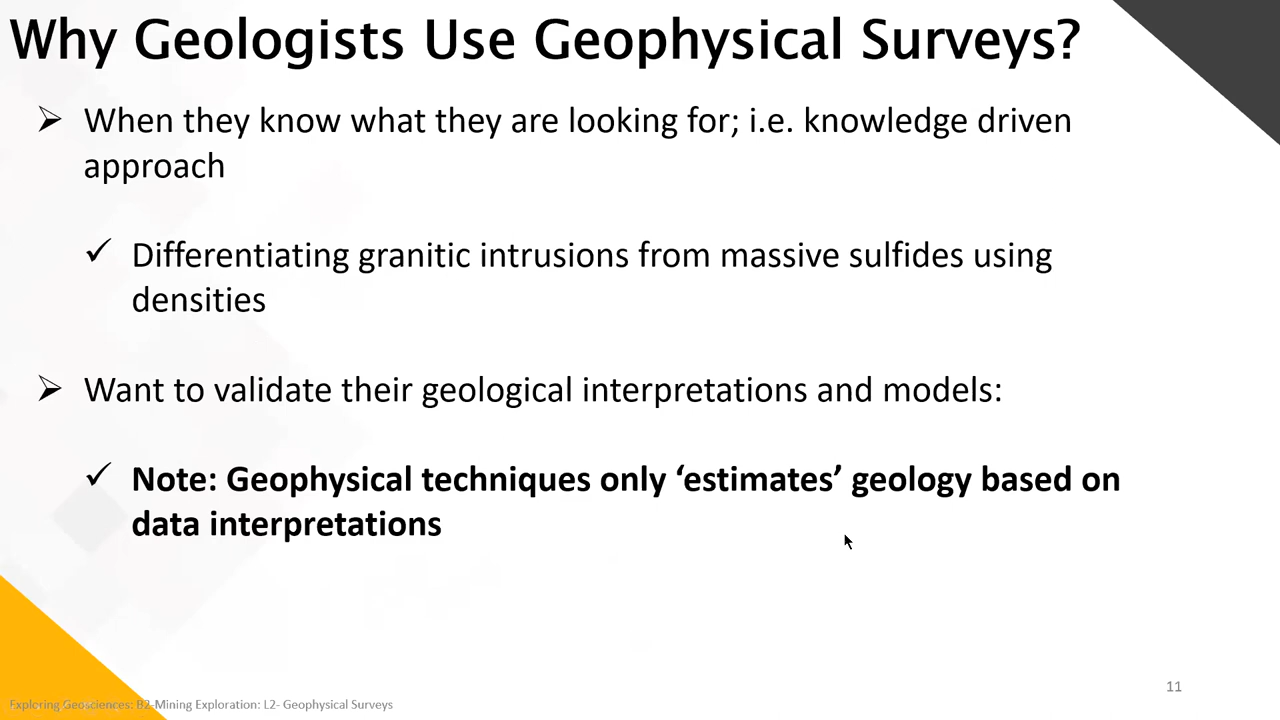 Why Geologists Use Geophysical Surveys?
When they know what they are looking for; i.e. knowledge driven
approach
Differentiating granitic intrusions from massive sulfides using
densities
Want to validate their geological interpretations and models:
Note: Geophysical techniques only ‘estimates’ geology based on
data interpretations
11
Exploring Geosciences: B2-Mining Exploration: L2- Geophysical Surveys